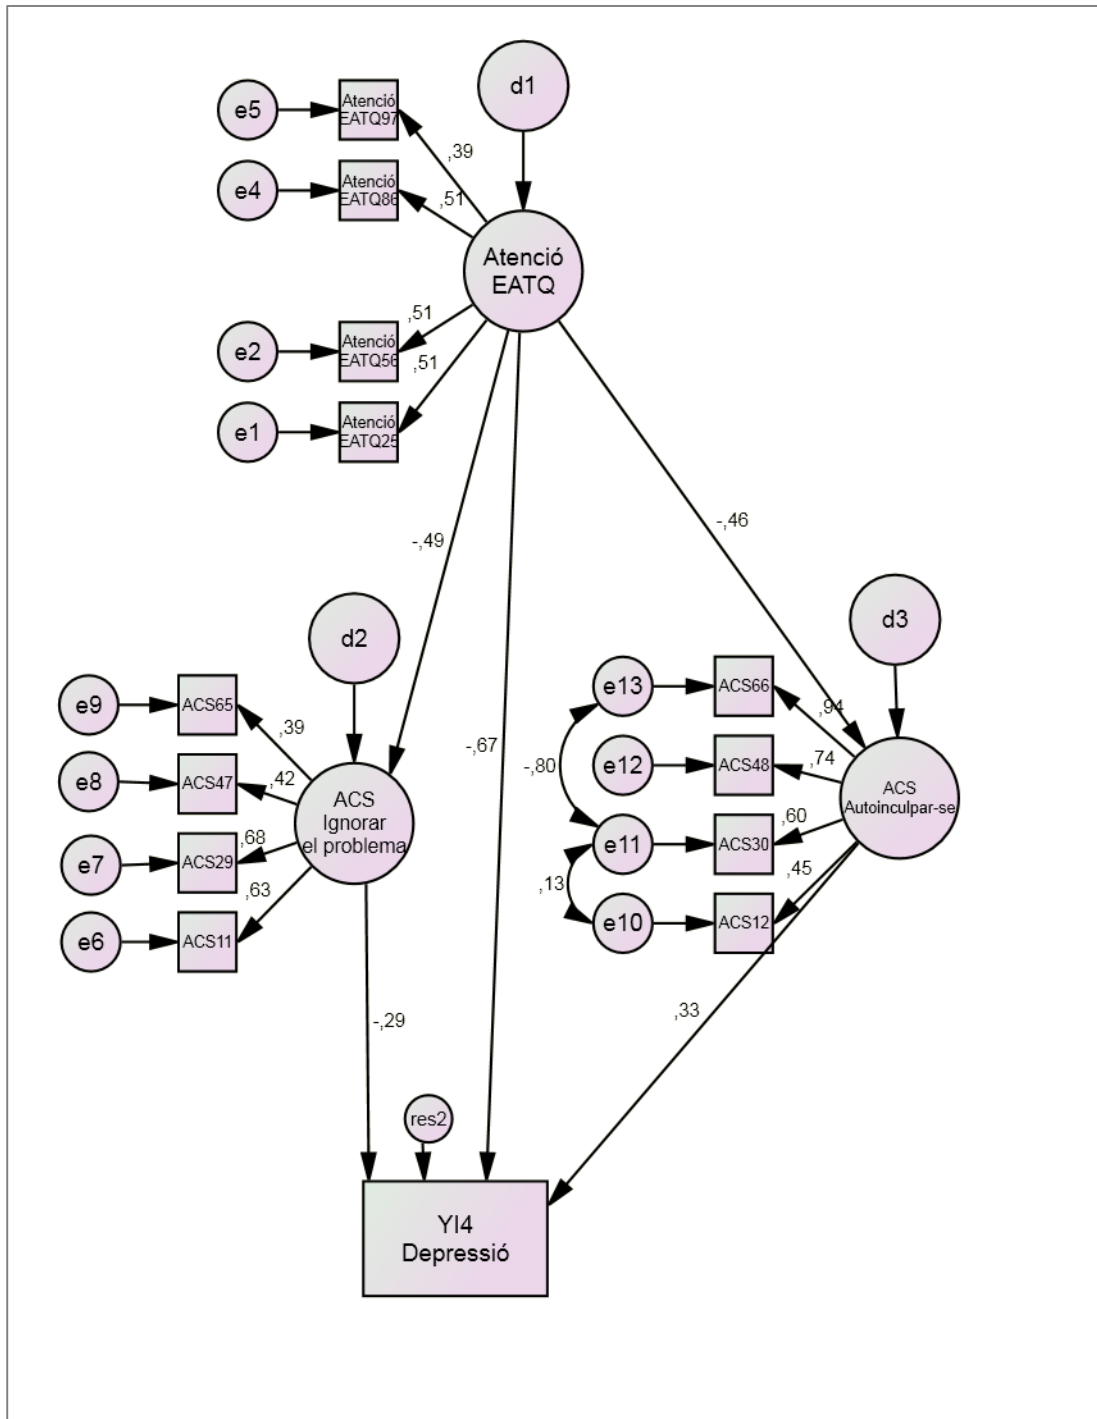 d1
e5
Atenció
EATQ97
,39
e4
Atenció
EATQ86
,51
Atenció
EATQ
,51
e2
Atenció
EATQ56
,51
e1
Atenció
EATQ25
-,49
-,46
d2
d3
e9
ACS65
,39
e8
ACS47
,42
ACS
Ignorar
el problema
e7
ACS29
,68
e6
ACS11
,63
-,67
e13
ACS66
,94
-,80
e12
ACS48
,74
ACS
Autoinculpar-se
e11
ACS30
,60
,13
e10
ACS12
,45
-,29
,33
res2
YI4
Depressió